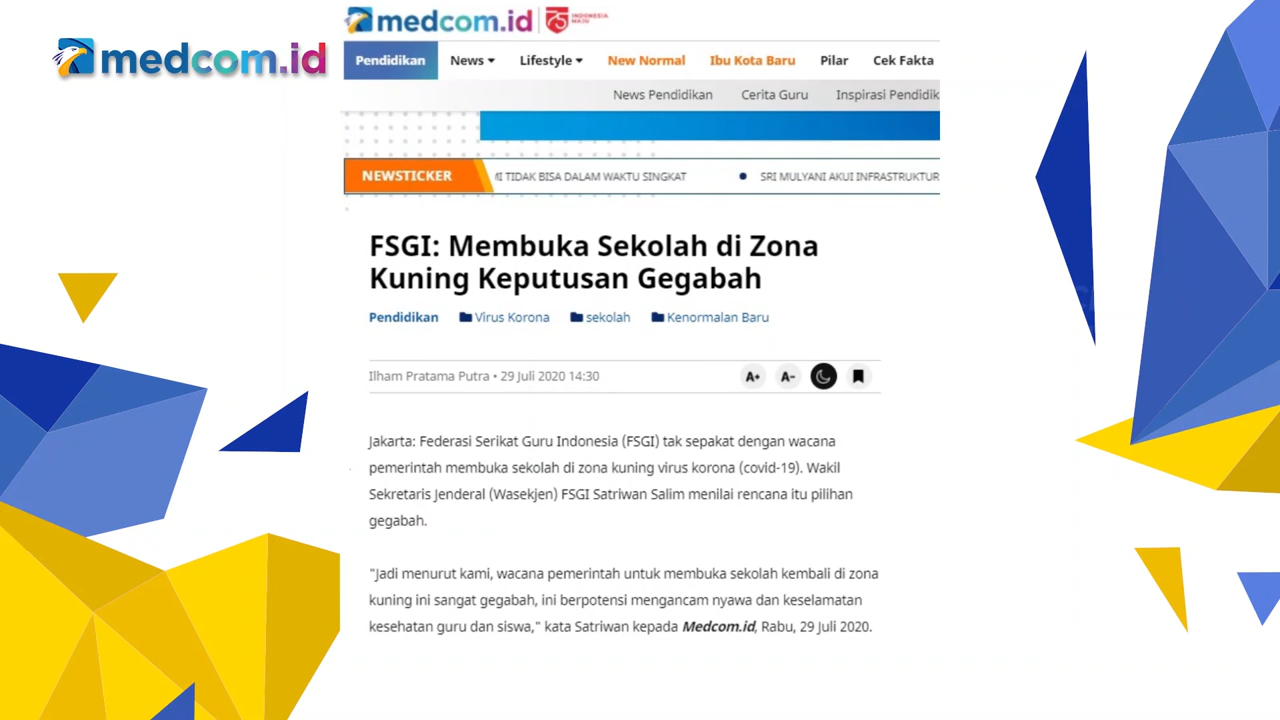 medcom.id
medcom.id 75 INDONESIA MAJU
Pendidikan News Lifestyle New Normal Ibu Kota Baru Pilar Cek Fakta
News Pendidikan Cerita Guru Inspirasi Pendidik
NEWSTICKER MI TIDAK BISA DALAM WAKTU SINGKAT • SRI MULYANI AKUI INFRASTRUKTUR
FSGI: Membuka Sekolah di Zona
Kuning Keputusan Gegabah
Pendidikan Virus Korona sekolah Kenormalan Baru
Ilham Pratama Putra • 29 Juli 2020 14:30 A+ A-
Jakarta: Federasi Serikat Guru Indonesia (FSGI) tak sepakat dengan wacana
pemerintah membuka sekolah di zona kuning virus korona (covid-19). Wakil
Sekretaris Jenderal (Wasekjen) FSGI Satriwan Salim menilai rencana itu pilihan
gegabah.
"Jadi menurut kami, wacana pemerintah untuk membuka sekolah kembali di zona
kuning ini sangat gegabah, ini berpotensi mengancam nyawa dan keselamatan
kesehatan guru dan siswa," kata Satriwan kepada Medcom.id, Rabu, 29 Juli 2020.